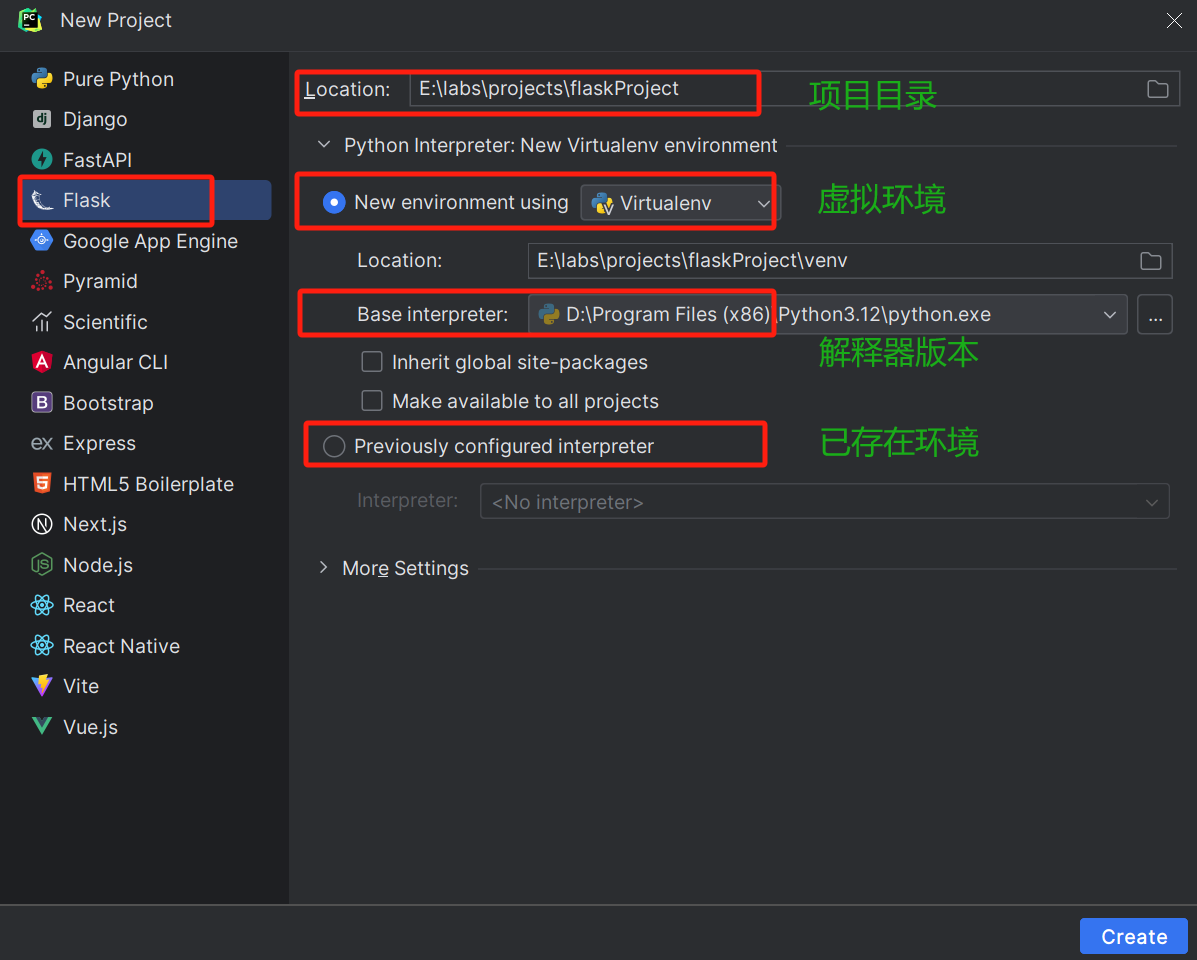 New Project
Pure Python
Django
FastAPI
Flask
Google App Engine
Pyramid
Scientific
Angular CLI
Bootstrap
Express
HTML5 Boilerplate
Next.js
Node.js
React
React Native
Vite
Vue.js
Location: E:\labs\projects\flaskProject 项目目录
Python Interpreter: New Virtualenv environment
New environment using Virtualenv 虚拟环境
Location: E:\labs\projects\flaskProject\venv
Base interpreter: D:\Program Files (x86)\Python3.12\python.exe ...
解释器版本
Inherit global site-packages
Make available to all projects
Previously configured interpreter 已存在环境
Interpreter: <No interpreter>
More Settings
Create